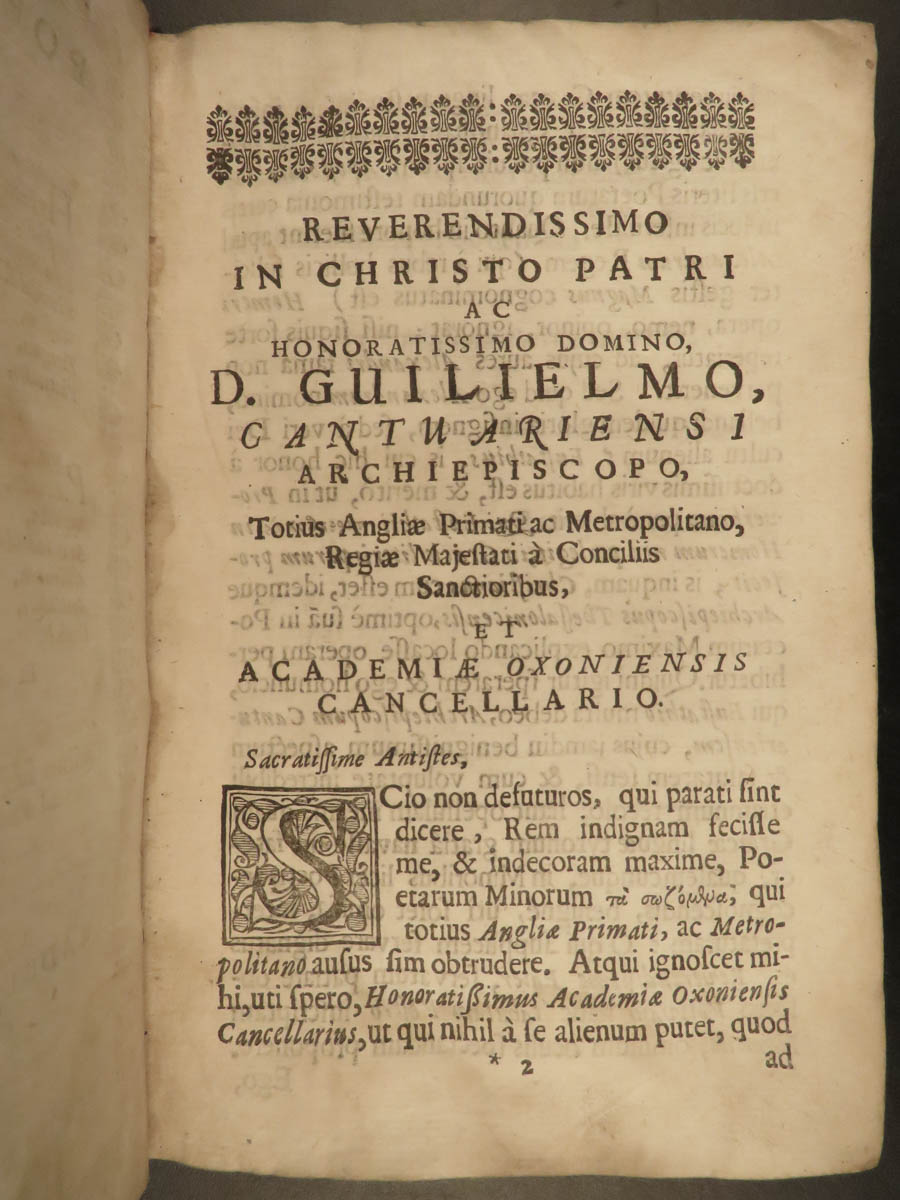 REVERENDISSIMO
IN CHRISTO PATRI
AC
HONORATISSIMO DOMINO,
D. GUILIELMO,
CANTUARIENSI
ARCHIEPISCOPO,
Totius Angliæ Primati ac Metropolitano,
Regiæ Majeſtati à Conciliis
Sanctioribus,
ET
ACADEMIÆ OXONIENSIS
CANCELLARIO.
Sacratiſſime Antiſtes,
SCio non defuturos, qui parati ſint
dicere, Rem indignam feciſſe
me, & indecoram maxime, Po-
etarum Minorum τὰ σωζόμενα, qui
totius Angliæ Primati, ac Metro-
politano auſus ſim obtrudere. Atqui ignoſcet mi-
hi, uti ſpero, Honoratiſſimus Academiæ Oxonienſis
Cancellarius, ut qui nihil à ſe alienum putet, quod
* 2 ad